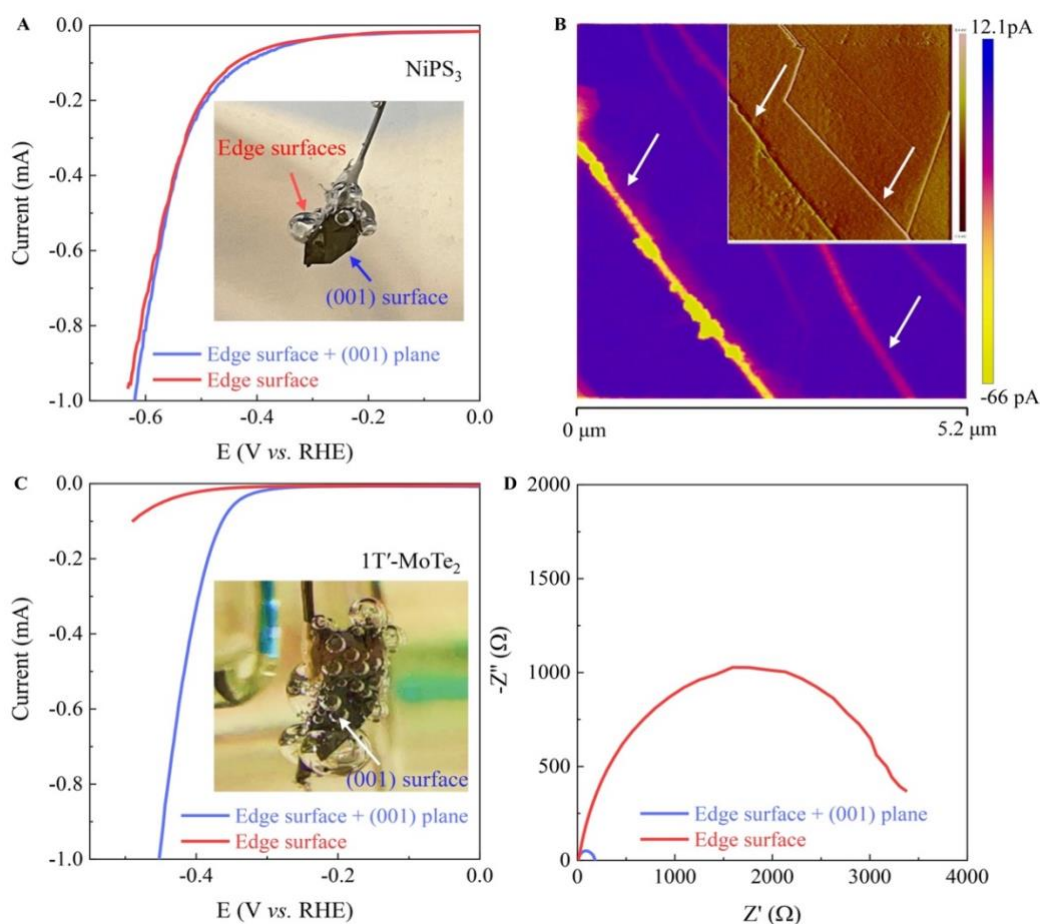 A
0.0
-0.2
-0.4
-0.6
-0.8
-1.0
Current (mA)
NiPS₃
Edge surfaces
(001) surface
Edge surface + (001) plane
Edge surface
-0.6
-0.4
-0.2
0.0
E (V vs. RHE)
B
12.1pA
-66 pA
0 μm
5.2 μm
C
0.0
-0.2
-0.4
-0.6
-0.8
-1.0
Current (mA)
1T′-MoTe₂
(001) surface
Edge surface + (001) plane
Edge surface
-0.4
-0.2
0.0
E (V vs. RHE)
D
2000
1500
1000
500
0
-Z'' (Ω)
Edge surface + (001) plane
Edge surface
0
1000
2000
3000
4000
Z' (Ω)